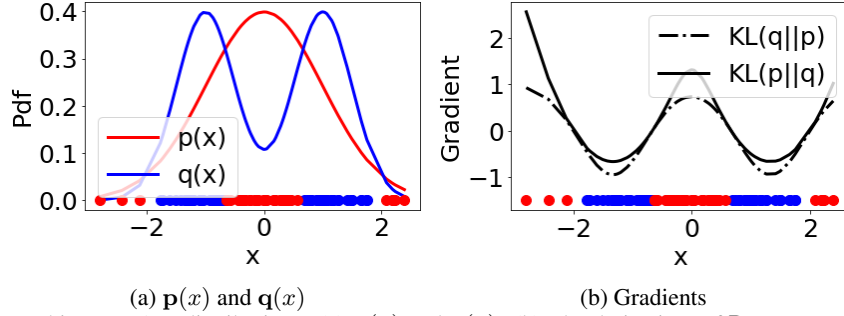 0.4
0.3
0.2
0.1
0.0
Pdf
p(x)
q(x)
−2
0
2
x
2
1
0
−1
Gradient
KL(q||p)
KL(p||q)
−2
0
2
x
(a) p(x) and q(x)
(b) Gradients